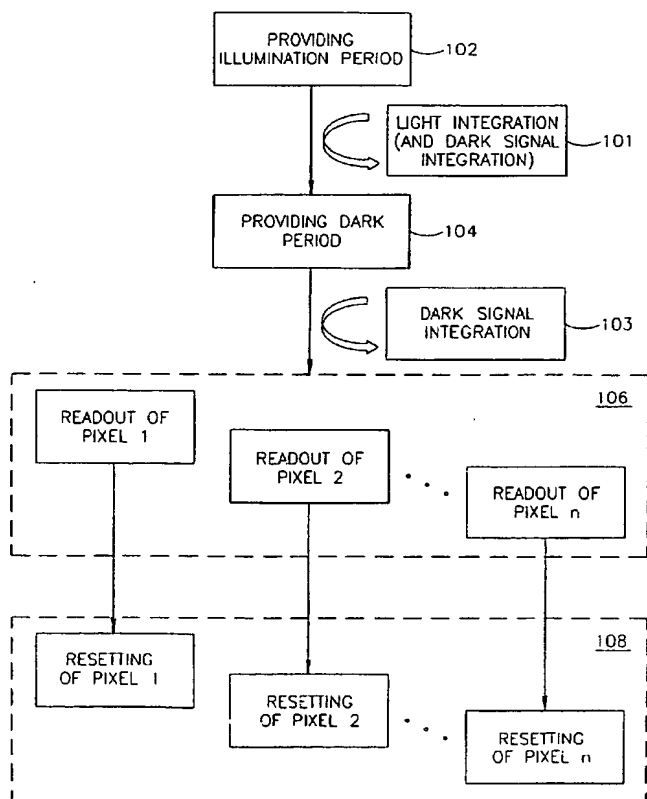 PROVIDING
ILLUMINATION PERIOD
102
LIGHT INTEGRATION
(AND DARK SIGNAL
INTEGRATION)
101
PROVIDING DARK
PERIOD
104
DARK SIGNAL
INTEGRATION
103
106
READOUT OF
PIXEL 1
READOUT OF
PIXEL 2
READOUT OF
PIXEL n
108
RESETTING
OF PIXEL 1
RESETTING
OF PIXEL 2
RESETTING
OF PIXEL n